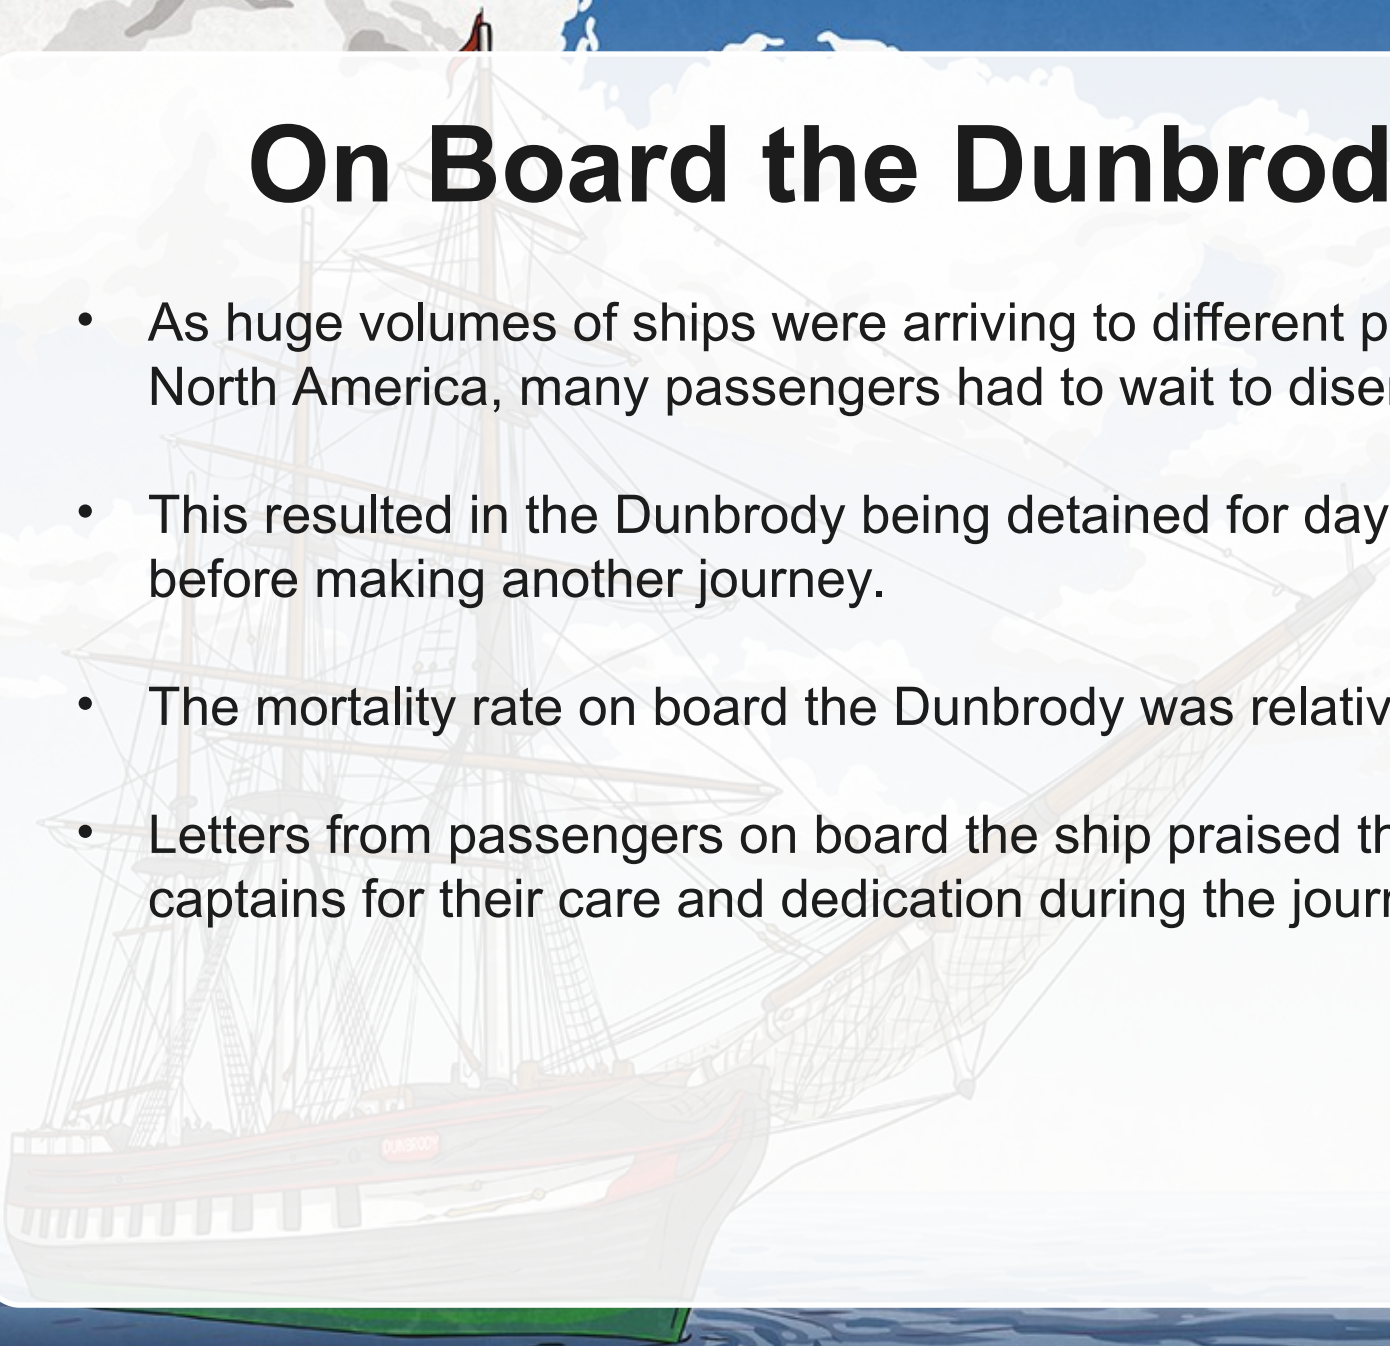 On Board the Dunbrod
• As huge volumes of ships were arriving to different p
North America, many passengers had to wait to dise
• This resulted in the Dunbrody being detained for day
before making another journey.
• The mortality rate on board the Dunbrody was relativ
• Letters from passengers on board the ship praised th
captains for their care and dedication during the jour
DUNBRODY